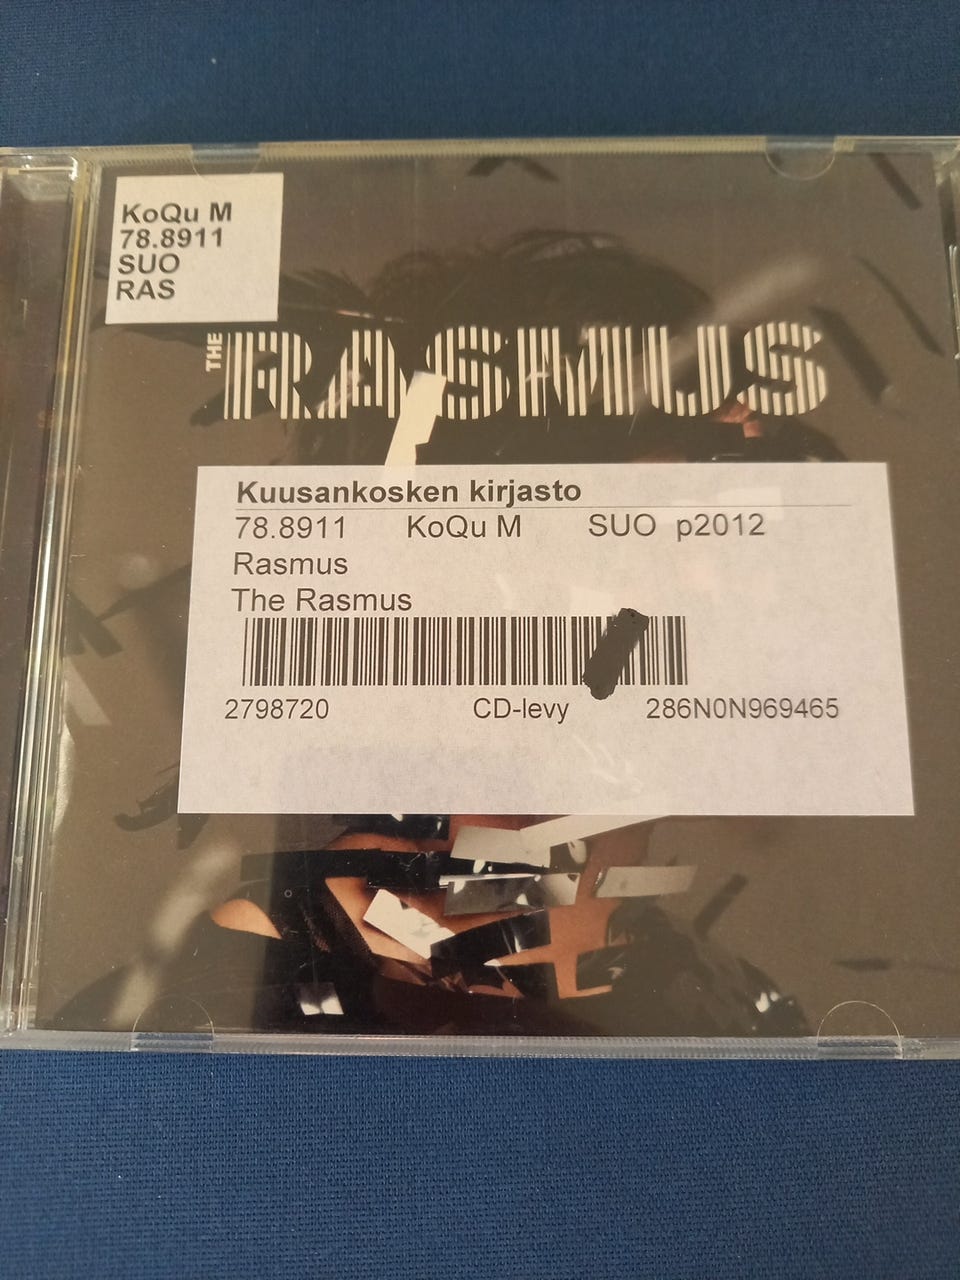 KoQu M
78.8911
SUO
RAS
THE RASMUS
Kuusankosken kirjasto
78.8911 KoQu M SUO p2012
Rasmus
The Rasmus
2798720 CD-levy 286N0N969465